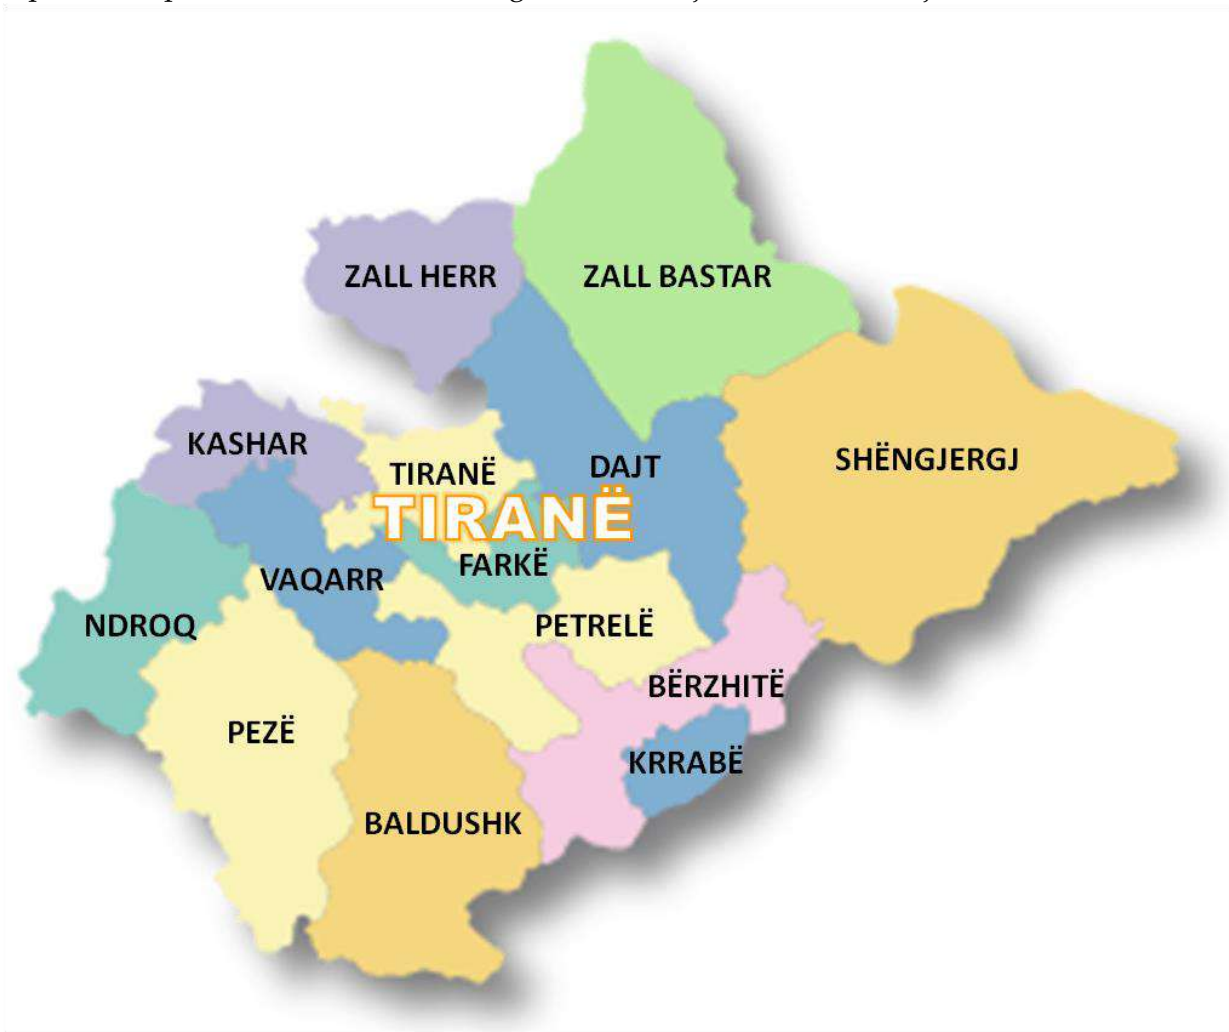 ZALL HERR
ZALL BASTAR
KASHAR
TIRANË
DAJT
SHËNGJERGJ
TIRANË
FARKË
VAQARR
NDROQ
PETRELË
BËRZHITË
PEZË
KRRABË
BALDUSHK